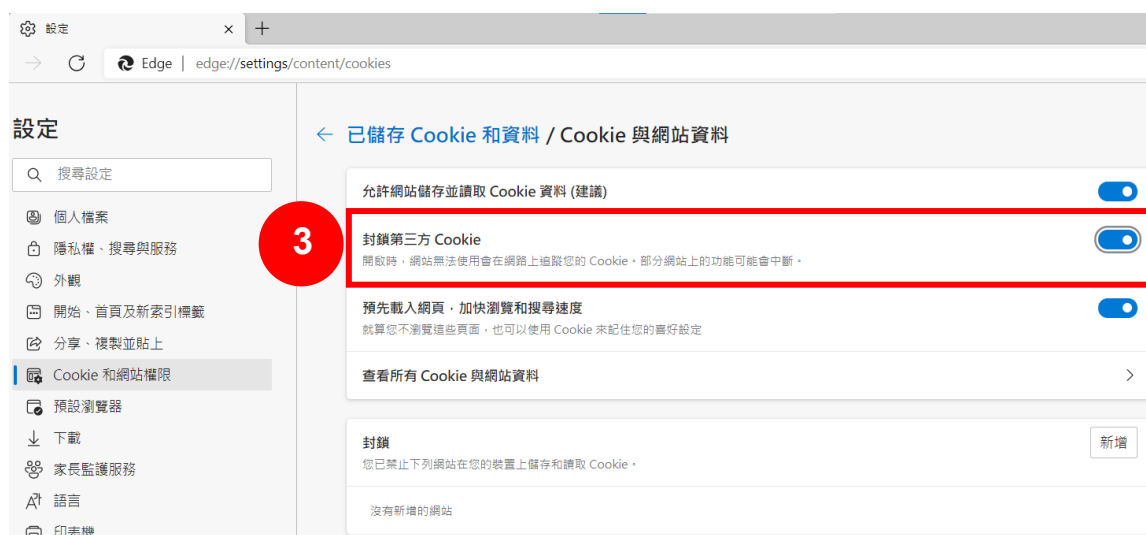 設定
Edge | edge://settings/content/cookies
設定
搜尋設定
個人檔案
隱私權、搜尋與服務
外觀
開始、首頁及新索引標籤
分享、複製並貼上
Cookie 和網站權限
預設瀏覽器
下載
家長監護服務
語言
印表機
已儲存 Cookie 和資料 / Cookie 與網站資料
允許網站儲存並讀取 Cookie 資料 (建議)
3
封鎖第三方 Cookie
開啟時，網站無法使用會在網路上追蹤您的 Cookie。部分網站上的功能可能會中斷。
預先載入網頁，加快瀏覽和搜尋速度
就算您不瀏覽這些頁面，也可以使用 Cookie 來記住您的喜好設定
查看所有 Cookie 與網站資料
封鎖
新增
您已禁止下列網站在您的裝置上儲存和讀取 Cookie。
沒有新增的網站